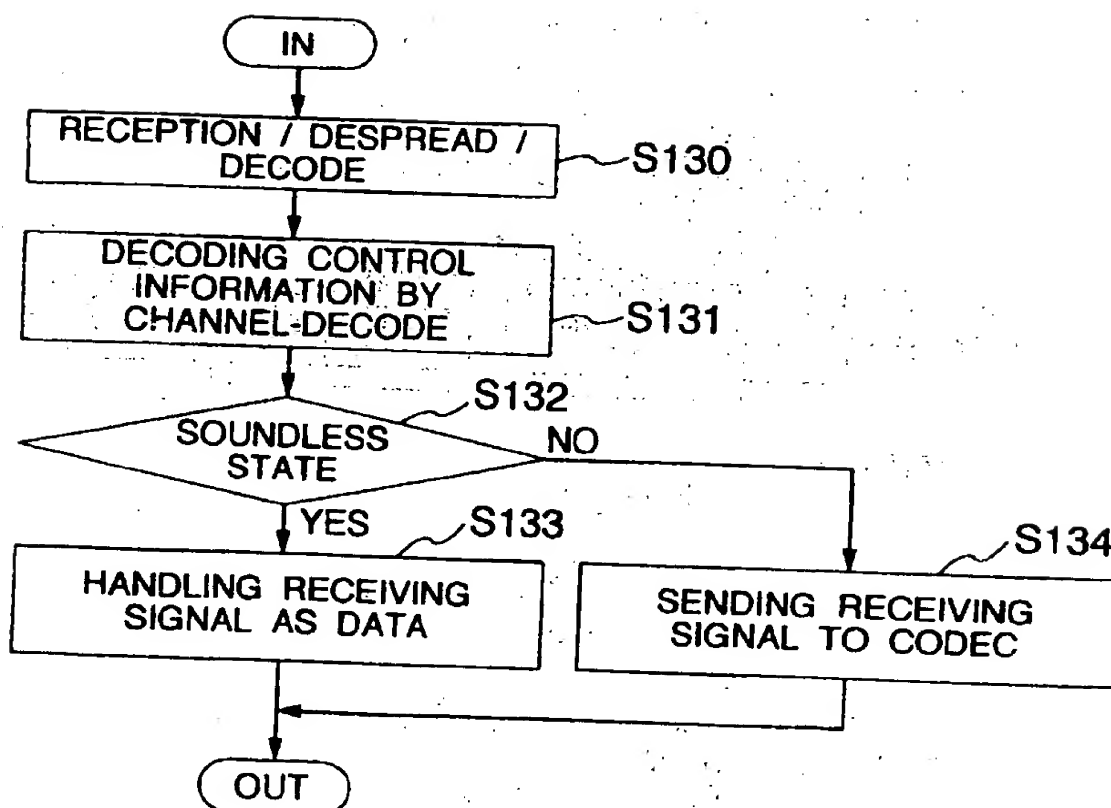 IN
RECEPTION / DESPREAD /
DECODE
S130
DECODING CONTROL
INFORMATION BY
CHANNEL-DECODE
S131
S132
SOUNDLESS
STATE
NO
YES
S133
HANDLING RECEIVING
SIGNAL AS DATA
S134
SENDING RECEIVING
SIGNAL TO CODEC
OUT